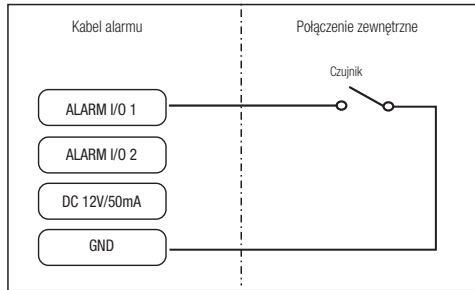 Kabel alarmu
Połączenie zewnętrzne
Czujnik
ALARM I/O 1
ALARM I/O 2
DC 12V/50mA
GND